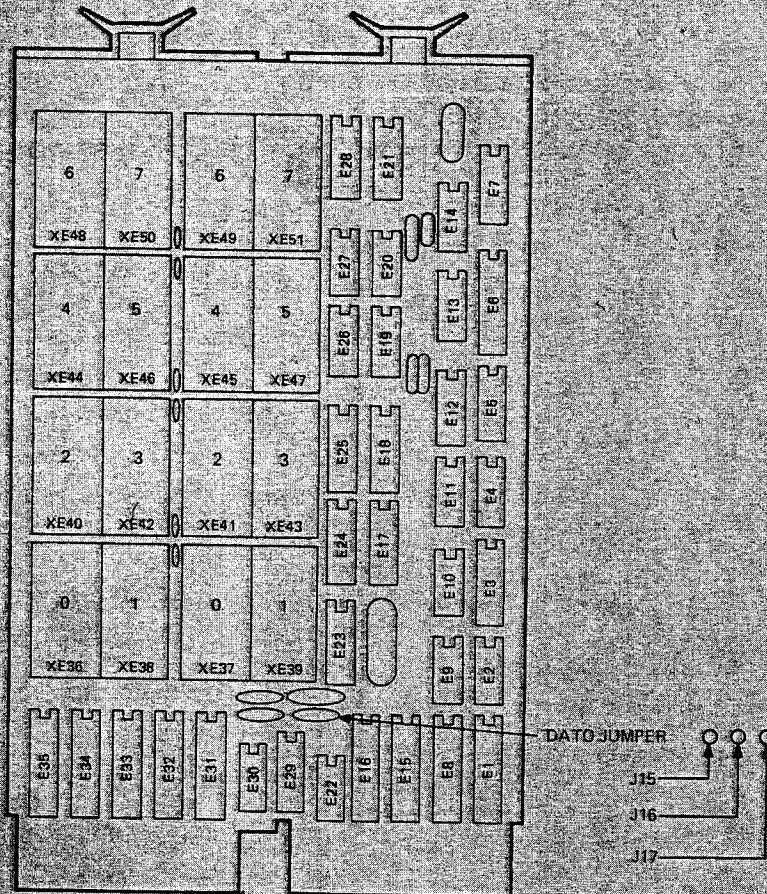 E28 E21
E7
6 7 6 7
E14
XE48 XE50 XE49 XE51
E27 E20
E13 E6
4 5 4 5
E26 E19
XE44 XE46 XE45 XE47
E12 E5
E25 E18
2 3 2 3
E11 E4
XE40 XE42 XE41 XE43
E24 E17
E10 E3
0 1 0 1
E23
XE36 XE38 XE37 XE39
E9 E2
DATO JUMPER
E35 E34 E33 E32 E31 E30 E29 E22 E16 E15 E8 E1
J15
J16
J17